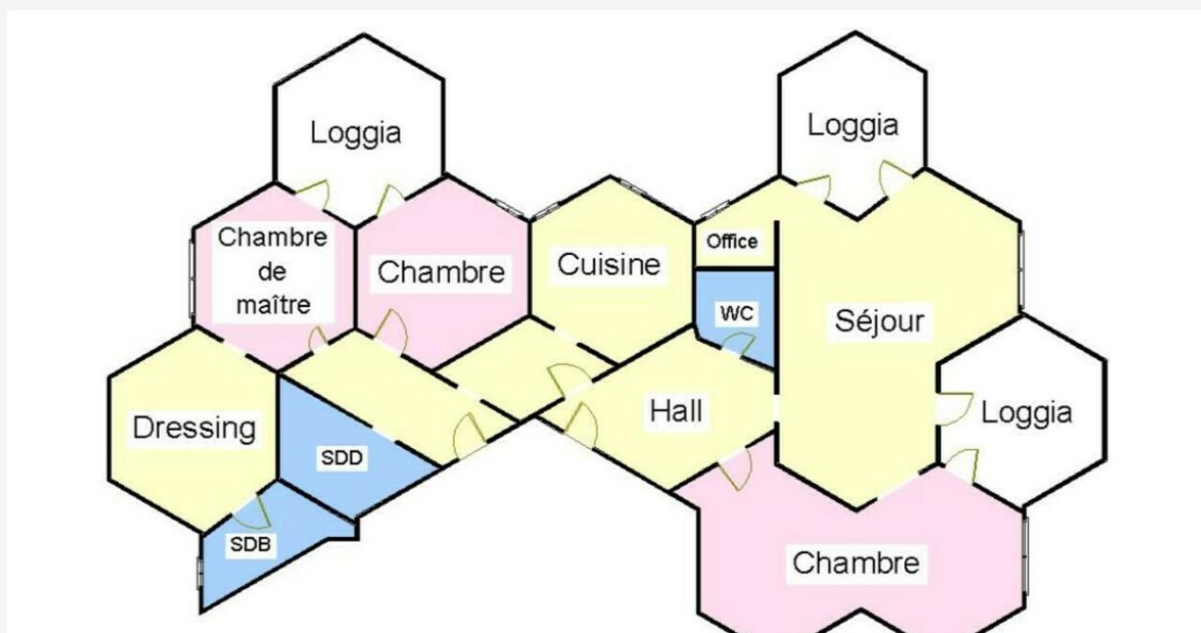 Loggia
Loggia
Chambre
de
maître
Chambre
Cuisine
Office
WC
Séjour
Dressing
SDD
Hall
Loggia
SDB
Chambre